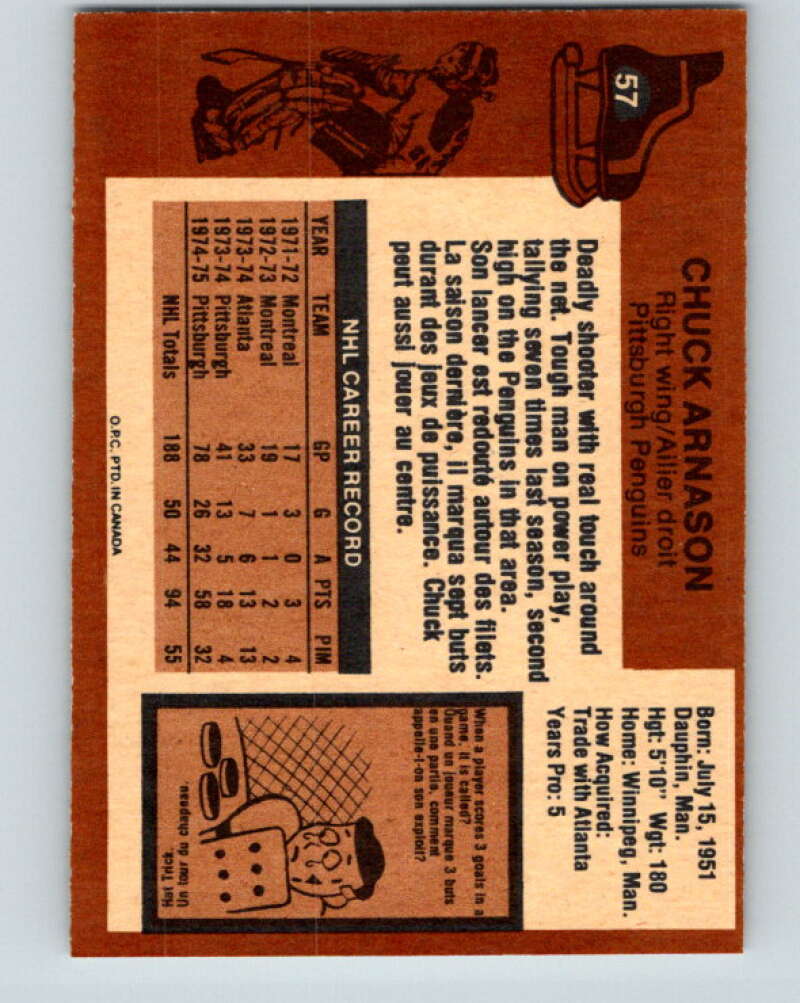 57
CHUCK ARNASON
Right wing/Ailier droit
Pittsburgh Penguins
Born: July 15, 1951
Dauphin, Man.
Hgt: 5'10" Wgt: 180
Home: Winnipeg, Man.
How Acquired:
Trade with Atlanta
Years Pro: 5
Deadly shooter with real touch around
the net. Tough man on power play,
tallying seven times last season, second
high on the Penguins in that area.
Son lancer est redouté autour des filets.
La saison dernière, il marqua sept buts
durant des jeux de puissance. Chuck
peut aussi jouer au centre.
NHL CAREER RECORD
YEAR TEAM GP G A PTS PIM
1971-72 Montreal 17 3 0 3 4
1972-73 Montreal 19 1 1 2 2
1973-74 Atlanta 33 7 6 13 13
1973-74 Pittsburgh 41 13 5 18 4
1974-75 Pittsburgh 78 26 32 58 32
NHL Totals 188 50 44 94 55
When a player scores 3 goals in a
game, it is called?
Quand un joueur marque 3 buts
en une partie, comment
appelle-t-on son exploit?
Hat Trick.
Un tour du chapeau.
O.P.C. PTD. IN CANADA